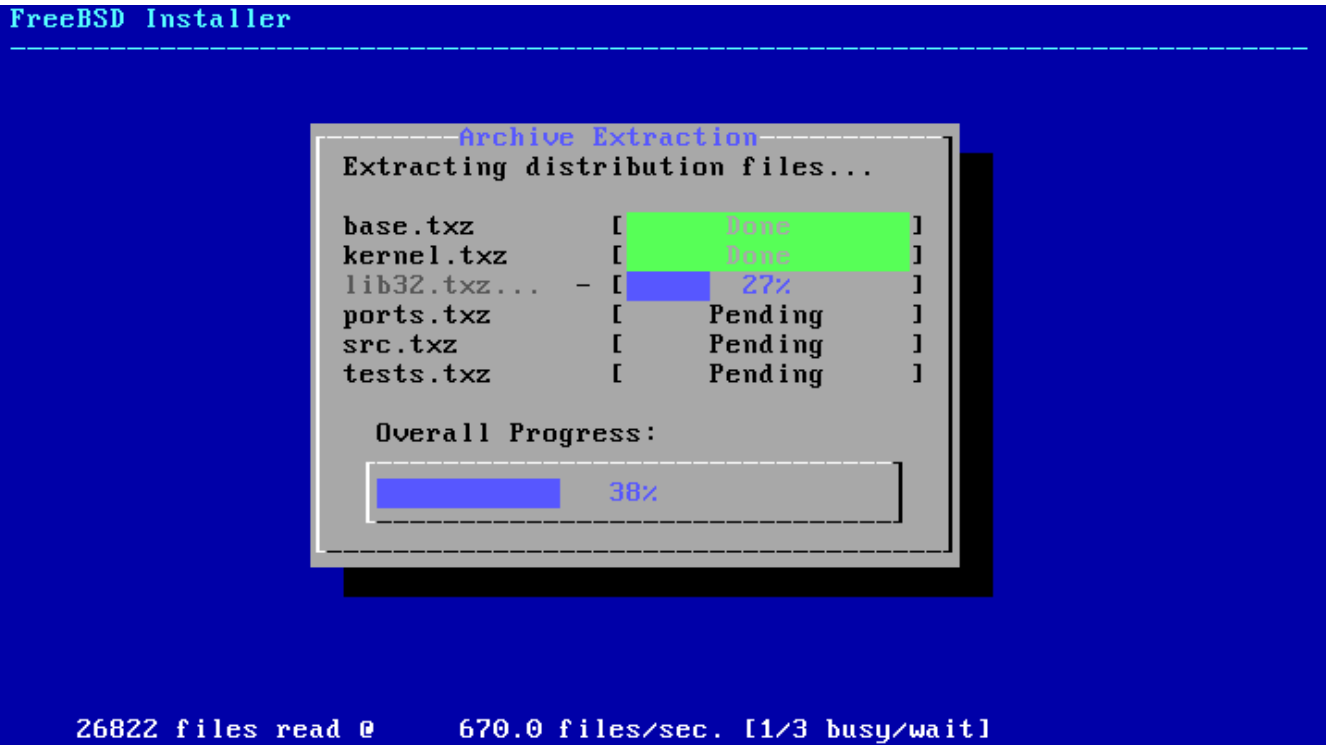 FreeBSD Installer
Archive Extraction
Extracting distribution files...
base.txz [ Done ]
kernel.txz [ Done ]
lib32.txz... - [ 27% ]
ports.txz [ Pending ]
src.txz [ Pending ]
tests.txz [ Pending ]
Overall Progress:
38%
26822 files read @ 670.0 files/sec. [1/3 busy/wait]